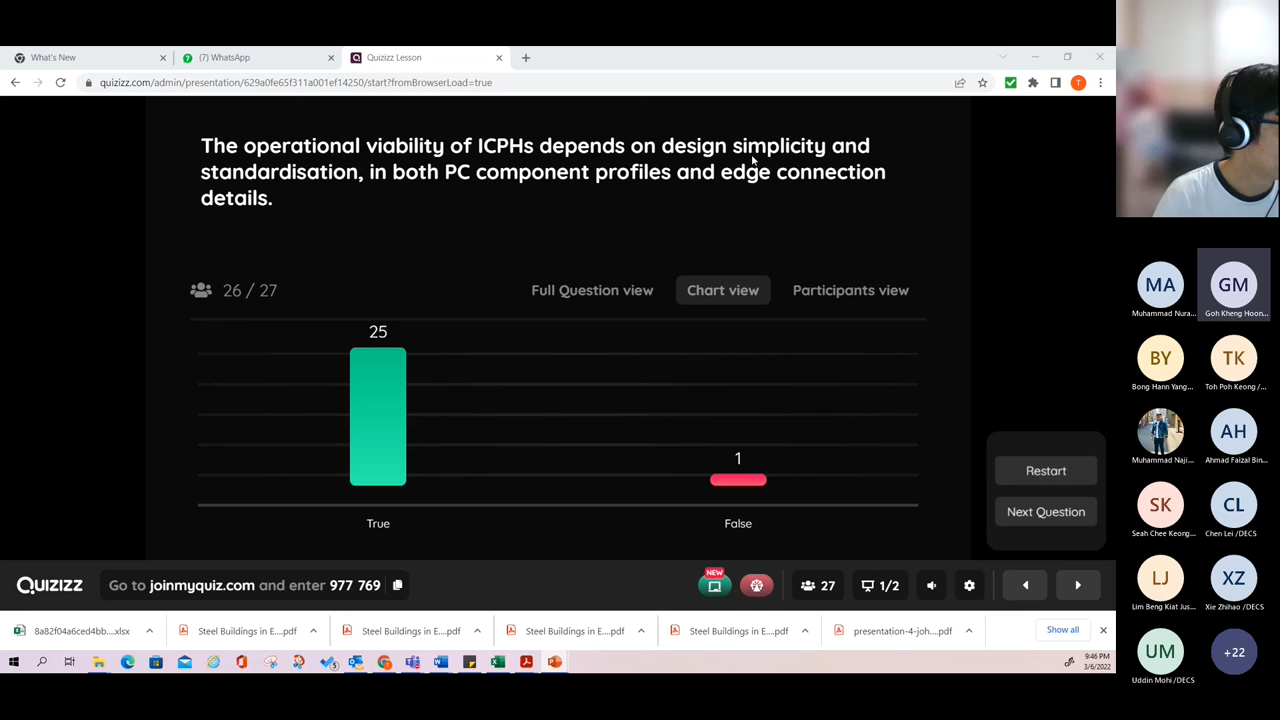 What's New
(7) WhatsApp
Quizizz Lesson
quizizz.com/admin/presentation/629a0fe65f311a001ef14250/start?fromBrowserLoad=true
T
The operational viability of ICPHs depends on design simplicity and
standardisation, in both PC component profiles and edge connection
details.
26 / 27
Full Question view
Chart view
Participants view
25
1
True
False
Restart
Next Question
QUIZIZZ
Go to joinmyquiz.com and enter 977 769
NEW
27
1/2
8a82f04a6ced4bb....xlsx
Steel Buildings in E....pdf
Steel Buildings in E....pdf
Steel Buildings in E....pdf
Steel Buildings in E....pdf
presentation-4-joh....pdf
Show all
9:46 PM
3/6/2022
MA
Muhammad Nura...
GM
Goh Kheng Hoon...
BY
Bong Hann Yang...
TK
Toh Poh Keong /...
Muhammad Naji...
AH
Ahmad Faizal Bin...
SK
Seah Chee Keong...
CL
Chen Lei /DECS
LJ
Lim Beng Kiat Jus...
XZ
Xie Zhihao /DECS
UM
Uddin Mohi /DECS
+22